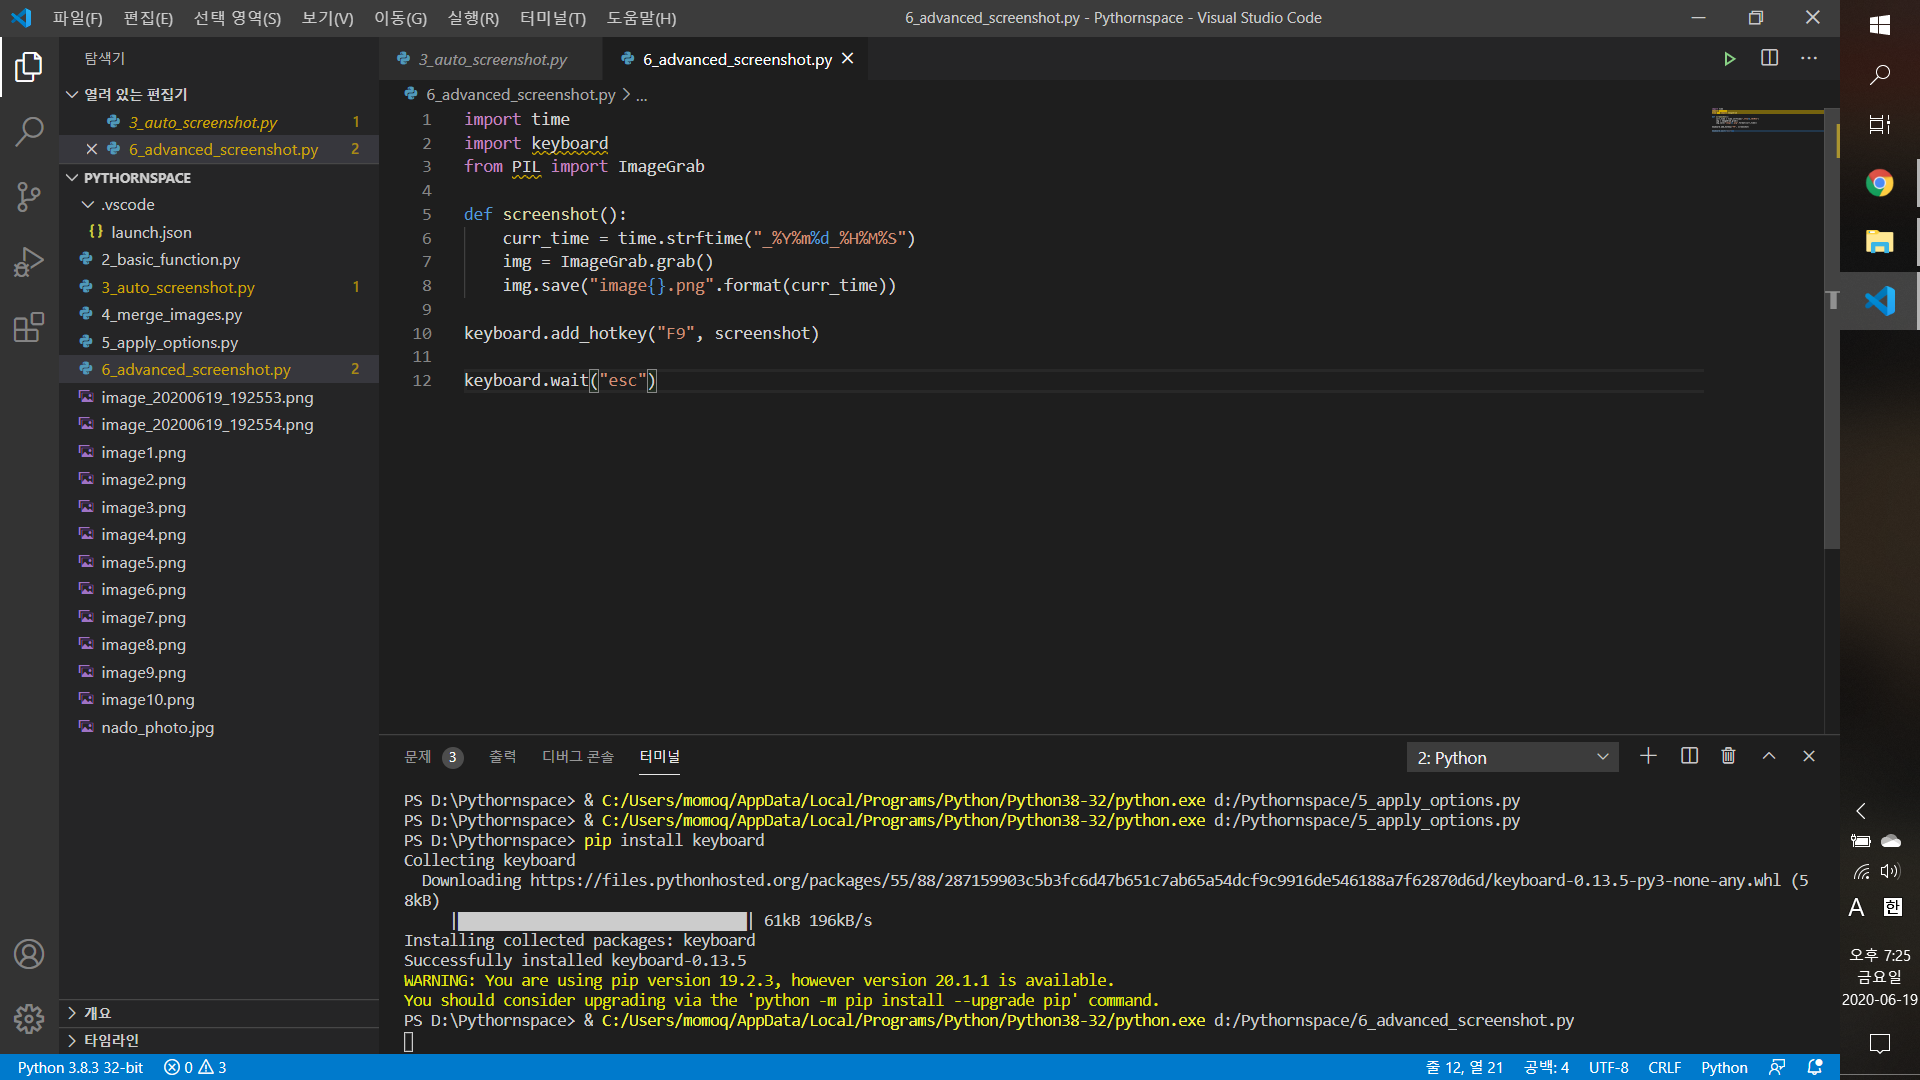 파일(F) 편집(E) 선택 영역(S) 보기(V) 이동(G) 실행(R) 터미널(T) 도움말(H)
6_advanced_screenshot.py - Pythornspace - Visual Studio Code
탐색기
열려 있는 편집기
3_auto_screenshot.py 1
6_advanced_screenshot.py 2
PYTHORNSPACE
.vscode
{} launch.json
2_basic_function.py
3_auto_screenshot.py 1
4_merge_images.py
5_apply_options.py
6_advanced_screenshot.py 2
image_20200619_192553.png
image_20200619_192554.png
image1.png
image2.png
image3.png
image4.png
image5.png
image6.png
image7.png
image8.png
image9.png
image10.png
nado_photo.jpg
개요
타임라인
3_auto_screenshot.py 6_advanced_screenshot.py
6_advanced_screenshot.py > ...
1 import time
2 import keyboard
3 from PIL import ImageGrab
4
5 def screenshot():
6 curr_time = time.strftime("_%Y%m%d_%H%M%S")
7 img = ImageGrab.grab()
8 img.save("image{}.png".format(curr_time))
9
10 keyboard.add_hotkey("F9", screenshot)
11
12 keyboard.wait("esc")
문제 3 출력 디버그 콘솔 터미널
2: Python
PS D:\Pythornspace> & C:/Users/momoq/AppData/Local/Programs/Python/Python38-32/python.exe d:/Pythornspace/5_apply_options.py
PS D:\Pythornspace> & C:/Users/momoq/AppData/Local/Programs/Python/Python38-32/python.exe d:/Pythornspace/5_apply_options.py
PS D:\Pythornspace> pip install keyboard
Collecting keyboard
Downloading https://files.pythonhosted.org/packages/55/88/287159903c5b3fc6d47b651c7ab65a54dcf9c9916de546188a7f62870d6d/keyboard-0.13.5-py3-none-any.whl (5
8kB)
| | 61kB 196kB/s
Installing collected packages: keyboard
Successfully installed keyboard-0.13.5
WARNING: You are using pip version 19.2.3, however version 20.1.1 is available.
You should consider upgrading via the 'python -m pip install --upgrade pip' command.
PS D:\Pythornspace> & C:/Users/momoq/AppData/Local/Programs/Python/Python38-32/python.exe d:/Pythornspace/6_advanced_screenshot.py
Python 3.8.3 32-bit 0 3
줄 12, 열 21 공백: 4 UTF-8 CRLF Python
T
A 한
오후 7:25
금요일
2020-06-19